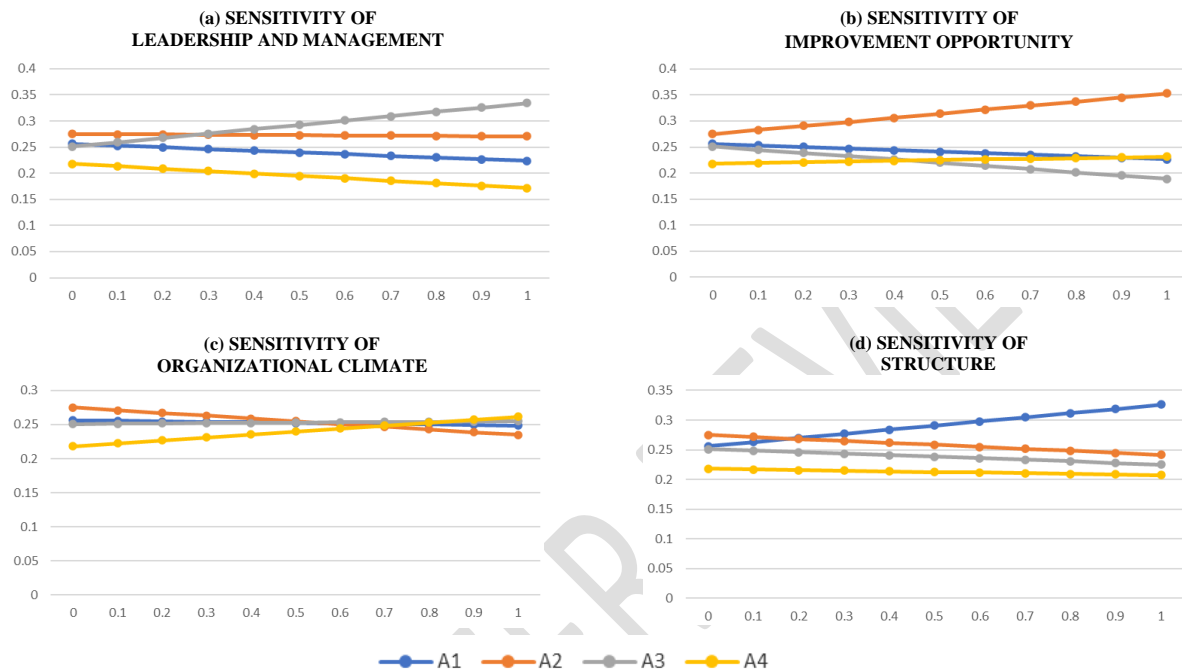 (a) SENSITIVITY OF
LEADERSHIP AND MANAGEMENT
0.4
0.35
0.3
0.25
0.2
0.15
0.1
0.05
0
0 0.1 0.2 0.3 0.4 0.5 0.6 0.7 0.8 0.9 1
(b) SENSITIVITY OF
IMPROVEMENT OPPORTUNITY
0.4
0.35
0.3
0.25
0.2
0.15
0.1
0.05
0
0 0.1 0.2 0.3 0.4 0.5 0.6 0.7 0.8 0.9 1
(c) SENSITIVITY OF
ORGANIZATIONAL CLIMATE
0.3
0.25
0.2
0.15
0.1
0.05
0
0 0.1 0.2 0.3 0.4 0.5 0.6 0.7 0.8 0.9 1
(d) SENSITIVITY OF
STRUCTURE
0.35
0.3
0.25
0.2
0.15
0.1
0.05
0
0 0.1 0.2 0.3 0.4 0.5 0.6 0.7 0.8 0.9 1
A1 A2 A3 A4